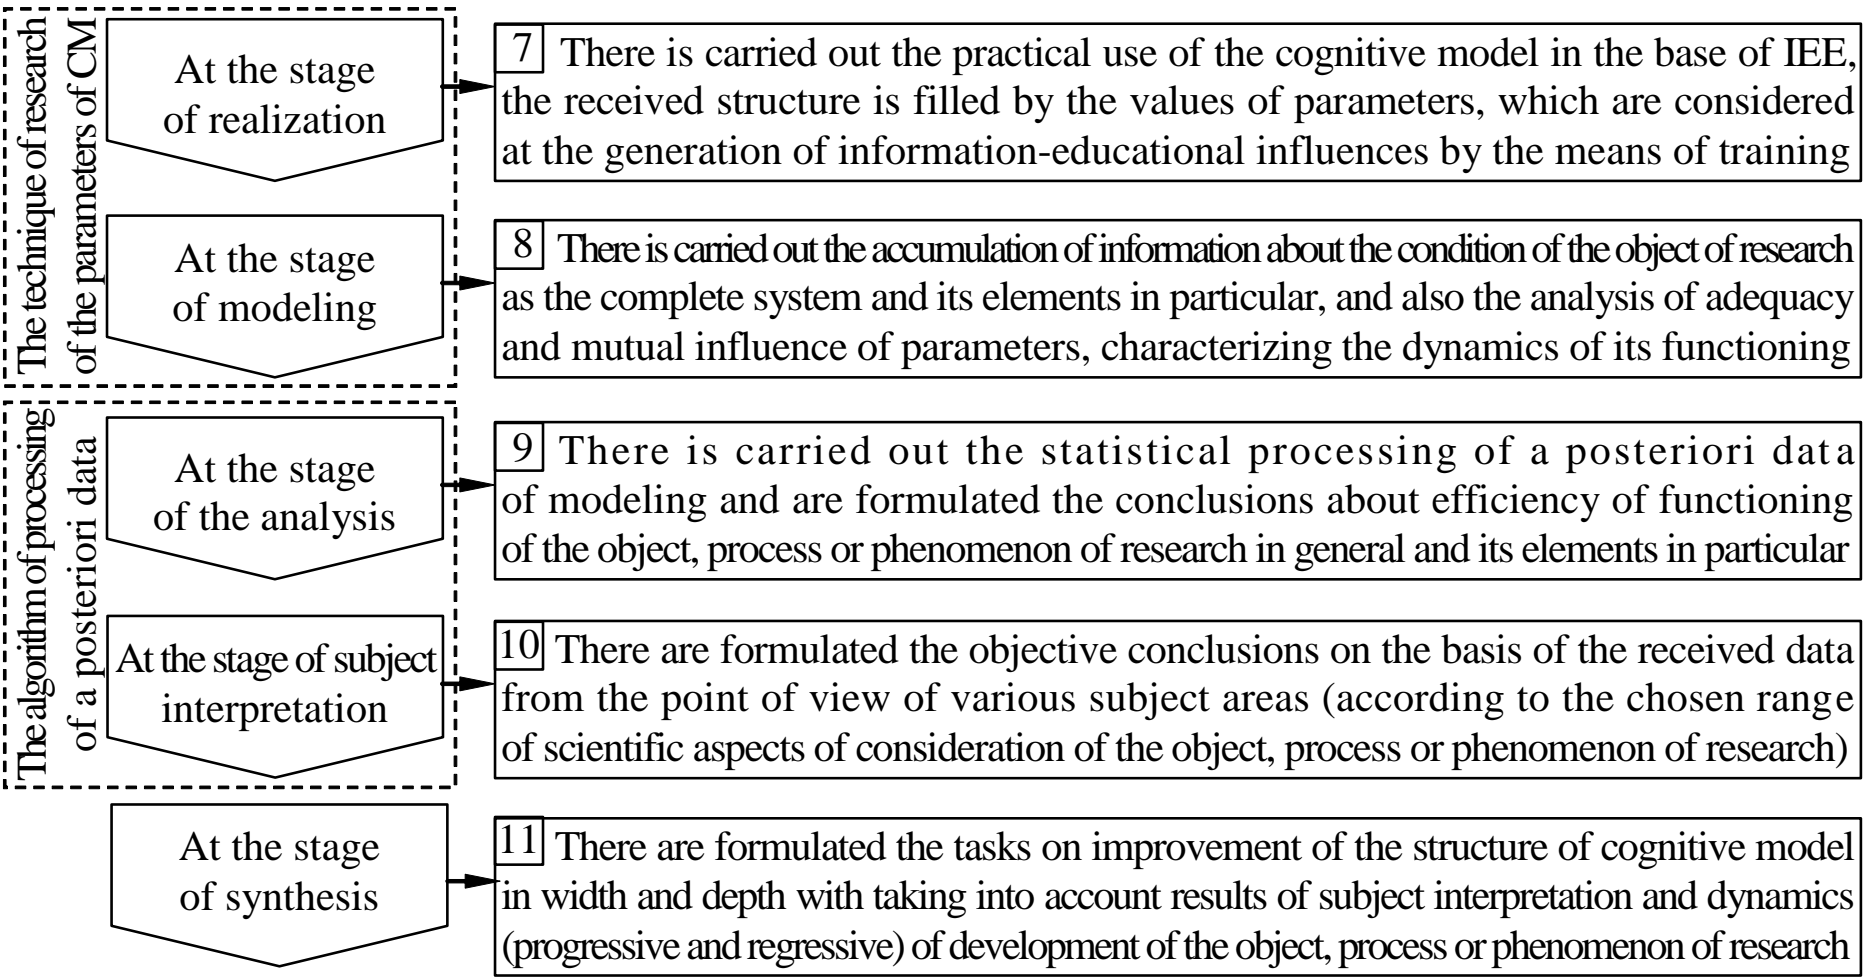 The technique of research
of the parameters of CM
At the stage
of realization
7 There is carried out the practical use of the cognitive model in the base of IEE,
the received structure is filled by the values of parameters, which are considered
at the generation of information-educational influences by the means of training
At the stage
of modeling
8 There is carried out the accumulation of information about the condition of the object of research
as the complete system and its elements in particular, and also the analysis of adequacy
and mutual influence of parameters, characterizing the dynamics of its functioning
The algorithm of processing
of a posteriori data
At the stage
of the analysis
9 There is carried out the statistical processing of a posteriori data
of modeling and are formulated the conclusions about efficiency of functioning
of the object, process or phenomenon of research in general and its elements in particular
At the stage of subject
interpretation
10 There are formulated the objective conclusions on the basis of the received data
from the point of view of various subject areas (according to the chosen range
of scientific aspects of consideration of the object, process or phenomenon of research)
At the stage
of synthesis
11 There are formulated the tasks on improvement of the structure of cognitive model
in width and depth with taking into account results of subject interpretation and dynamics
(progressive and regressive) of development of the object, process or phenomenon of research